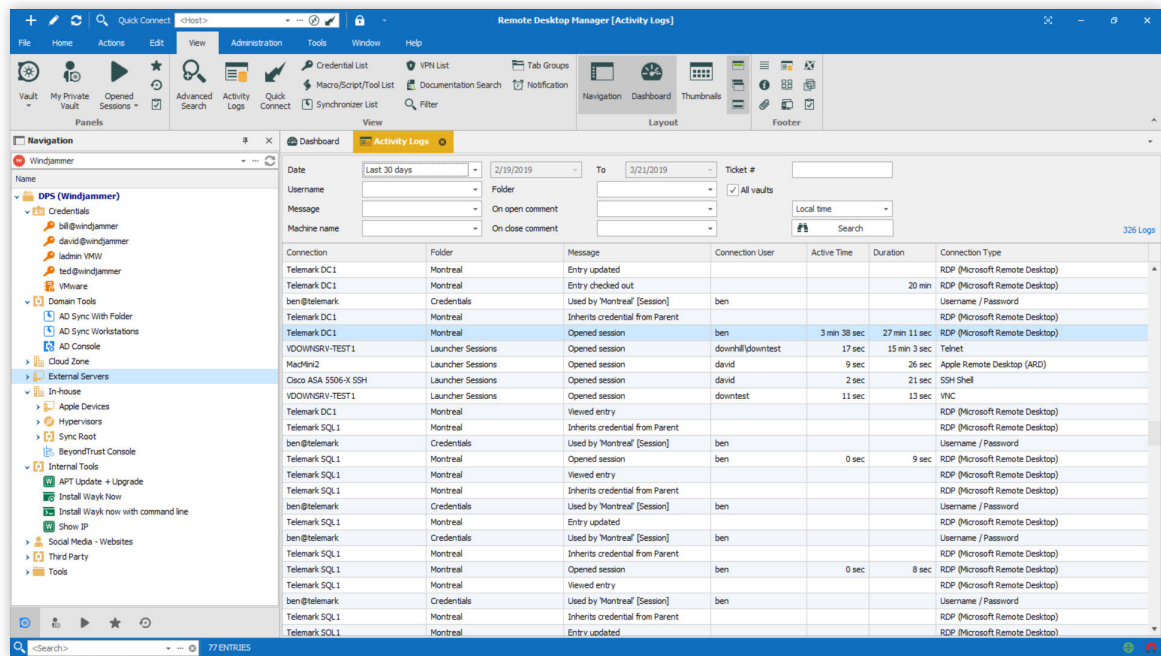 Quick Connect <Host> Remote Desktop Manager [Activity Logs]
File Home Actions Edit View Administration Tools Window Help
Vault
My Private Vault
Opened Sessions
Panels
Advanced Search
Activity Logs
Quick Connect
Credential List VPN List Tab Groups
Macro/Script/Tool List Documentation Search Notification
Synchronizer List Filter
View
Navigation Dashboard Thumbnails
Layout
Footer
Navigation
Windjammer
Name
DPS (Windjammer)
Credentials
bill@windjammer
david@windjammer
ladmin VMW
ted@windjammer
VMware
Domain Tools
AD Sync With Folder
AD Sync Workstations
AD Console
Cloud Zone
External Servers
In-house
Apple Devices
Hypervisors
Sync Root
BeyondTrust Console
Internal Tools
APT Update + Upgrade
Install Wayk Now
Install Wayk now with command line
Show IP
Social Media - Websites
Third Party
Tools
Dashboard Activity Logs
Date Last 30 days 2/19/2019 To 3/21/2019 Ticket #
Username Folder All vaults
Message On open comment Local time
Machine name On close comment Search 326 Logs
Connection Folder Message Connection User Active Time Duration Connection Type
Telemark DC1 Montreal Entry updated RDP (Microsoft Remote Desktop)
Telemark DC1 Montreal Entry checked out 20 min RDP (Microsoft Remote Desktop)
ben@telemark Credentials Used by 'Montreal' [Session] ben Username / Password
Telemark DC1 Montreal Inherits credential from Parent RDP (Microsoft Remote Desktop)
Telemark DC1 Montreal Opened session ben 3 min 38 sec 27 min 11 sec RDP (Microsoft Remote Desktop)
VDOWNSRV-TEST1 Launcher Sessions Opened session downhill\downtest 17 sec 15 min 3 sec Telnet
MacMini2 Launcher Sessions Opened session david 9 sec 26 sec Apple Remote Desktop (ARD)
Cisco ASA 5506-X SSH Launcher Sessions Opened session david 2 sec 21 sec SSH Shell
VDOWNSRV-TEST1 Launcher Sessions Opened session downtest 11 sec 13 sec VNC
Telemark DC1 Montreal Viewed entry RDP (Microsoft Remote Desktop)
Telemark SQL1 Montreal Inherits credential from Parent RDP (Microsoft Remote Desktop)
ben@telemark Credentials Used by 'Montreal' [Session] ben Username / Password
Telemark SQL1 Montreal Opened session ben 0 sec 9 sec RDP (Microsoft Remote Desktop)
Telemark SQL1 Montreal Viewed entry RDP (Microsoft Remote Desktop)
Telemark SQL1 Montreal Inherits credential from Parent RDP (Microsoft Remote Desktop)
ben@telemark Credentials Used by 'Montreal' [Session] ben Username / Password
Telemark SQL1 Montreal Entry updated RDP (Microsoft Remote Desktop)
ben@telemark Credentials Used by 'Montreal' [Session] ben Username / Password
Telemark SQL1 Montreal Inherits credential from Parent RDP (Microsoft Remote Desktop)
Telemark SQL1 Montreal Opened session ben 0 sec 8 sec RDP (Microsoft Remote Desktop)
Telemark SQL1 Montreal Viewed entry RDP (Microsoft Remote Desktop)
ben@telemark Credentials Used by 'Montreal' [Session] ben Username / Password
Telemark SQL1 Montreal Inherits credential from Parent RDP (Microsoft Remote Desktop)
Telemark SQL1 Montreal Entry updated RDP (Microsoft Remote Desktop)
<Search> 77 ENTRIES